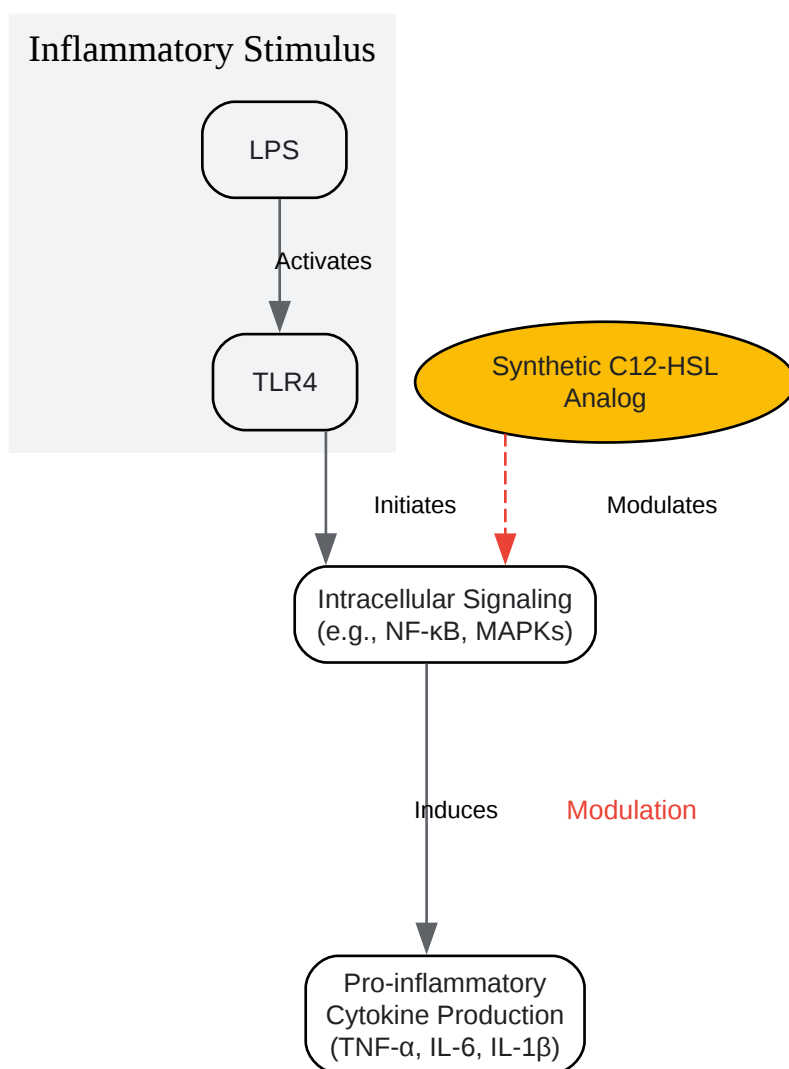 Inflammatory Stimulus
LPS
Activates
TLR4
Synthetic C12-HSL
Analog
Initiates
Modulates
Intracellular Signaling
(e.g., NF-κB, MAPKs)
Induces
Modulation
Pro-inflammatory
Cytokine Production
(TNF-α, IL-6, IL-1β)